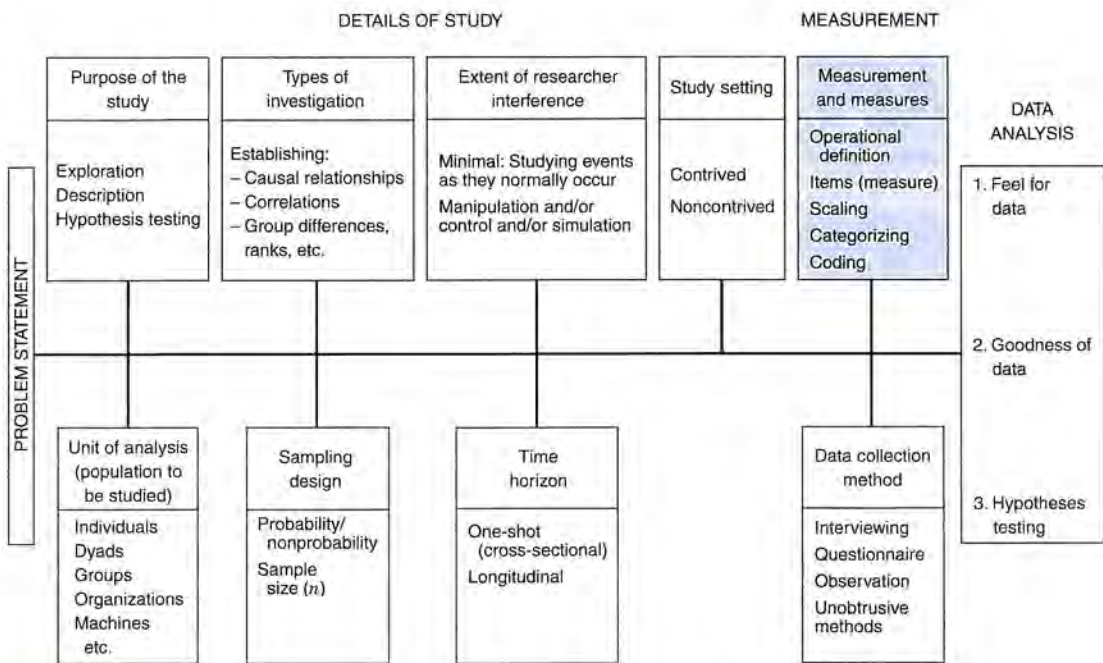 DETAILS OF STUDY
MEASUREMENT
Purpose of the
study
Exploration
Description
Hypothesis testing
Types of
investigation
Establishing:
– Causal relationships
– Correlations
– Group differences,
ranks, etc.
Extent of researcher
interference
Minimal: Studying events
as they normally occur
Manipulation and/or
control and/or simulation
Study setting
Contrived
Noncontrived
Measurement
and measures
Operational
definition
Items (measure)
Scaling
Categorizing
Coding
DATA
ANALYSIS
1. Feel for
data
2. Goodness of
data
3. Hypotheses
testing
PROBLEM STATEMENT
Unit of analysis
(population to
be studied)
Individuals
Dyads
Groups
Organizations
Machines
etc.
Sampling
design
Probability/
nonprobability
Sample
size (n)
Time
horizon
One-shot
(cross-sectional)
Longitudinal
Data collection
method
Interviewing
Questionnaire
Observation
Unobtrusive
methods